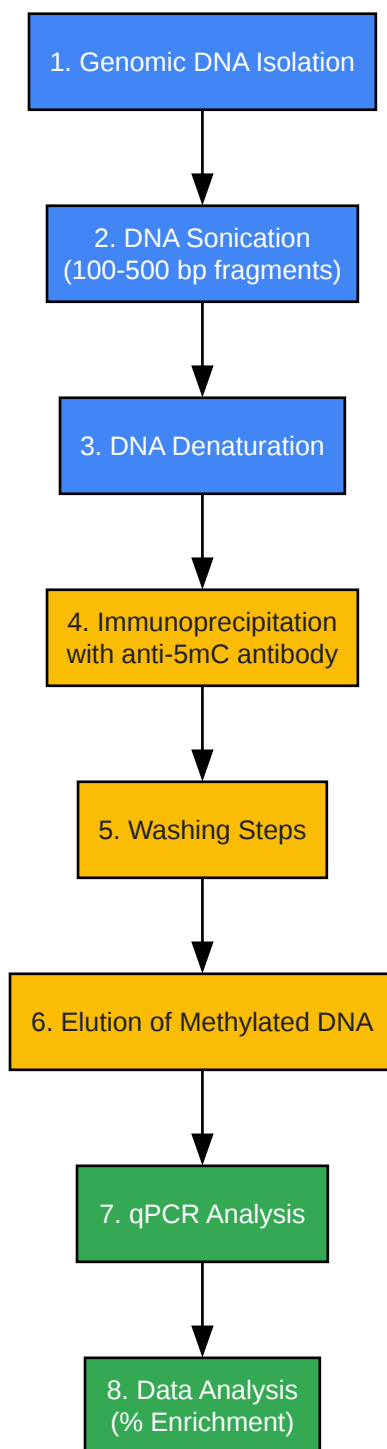 1. Genomic DNA Isolation
2. DNA Sonication
(100-500 bp fragments)
3. DNA Denaturation
4. Immunoprecipitation
with anti-5mC antibody
5. Washing Steps
6. Elution of Methylated DNA
7. qPCR Analysis
8. Data Analysis
(% Enrichment)